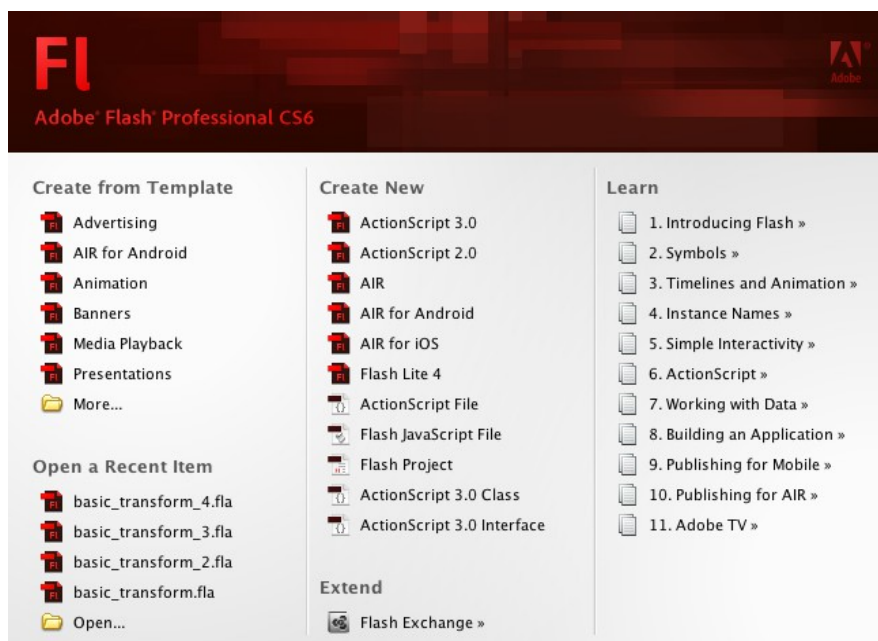 Fl
Adobe
Adobe® Flash® Professional CS6
Create from Template
Advertising
AIR for Android
Animation
Banners
Media Playback
Presentations
More...
Open a Recent Item
basic_transform_4.fla
basic_transform_3.fla
basic_transform_2.fla
basic_transform.fla
Open...
Create New
ActionScript 3.0
ActionScript 2.0
AIR
AIR for Android
AIR for iOS
Flash Lite 4
ActionScript File
Flash JavaScript File
Flash Project
ActionScript 3.0 Class
ActionScript 3.0 Interface
Extend
Flash Exchange »
Learn
1. Introducing Flash »
2. Symbols »
3. Timelines and Animation »
4. Instance Names »
5. Simple Interactivity »
6. ActionScript »
7. Working with Data »
8. Building an Application »
9. Publishing for Mobile »
10. Publishing for AIR »
11. Adobe TV »